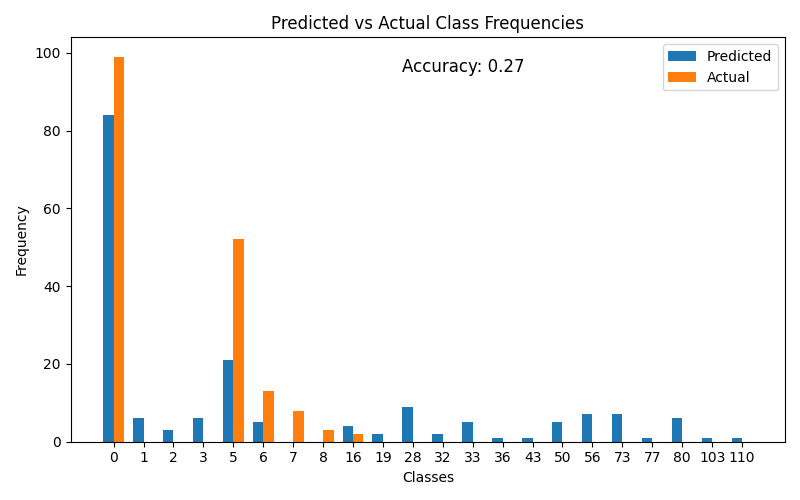 Predicted vs Actual Class Frequencies
Accuracy: 0.27
Predicted
Actual
Frequency
100
80
60
40
20
0
0 1 2 3 5 6 7 8 16 19 28 32 33 36 43 50 56 73 77 80 103 110
Classes